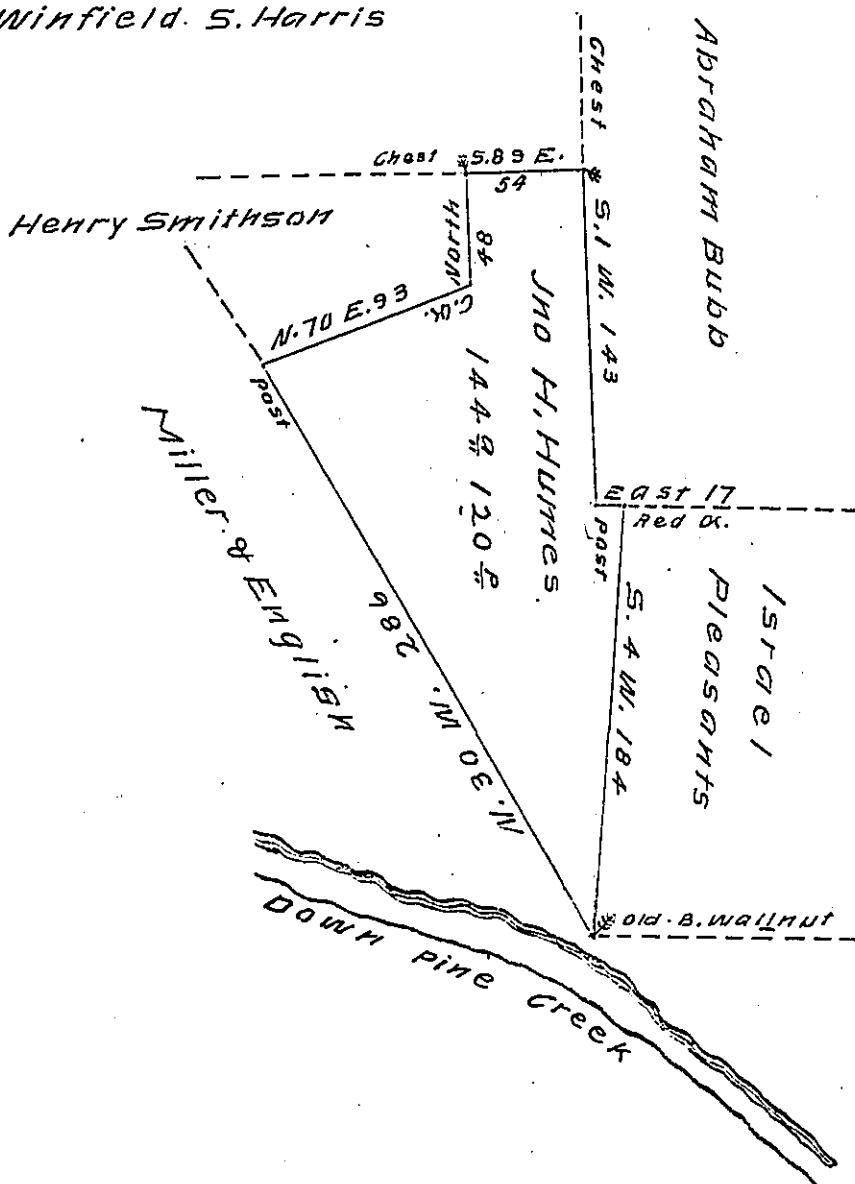 Winfield. S. Harris
Abraham Bubb
Chest
Chest S.89 E.
54
Henry Smithson
North
48
C.OK.
S.1 W. 143
N.70 E.93
post
Jno H. Humes
144 a 120 p
East 17
Red O.
Post.
Israel
Pleasants
S.4 W. 184
Miller & English
N. 30 W. 286
Old. B. Wallnut
Down Pine Creek